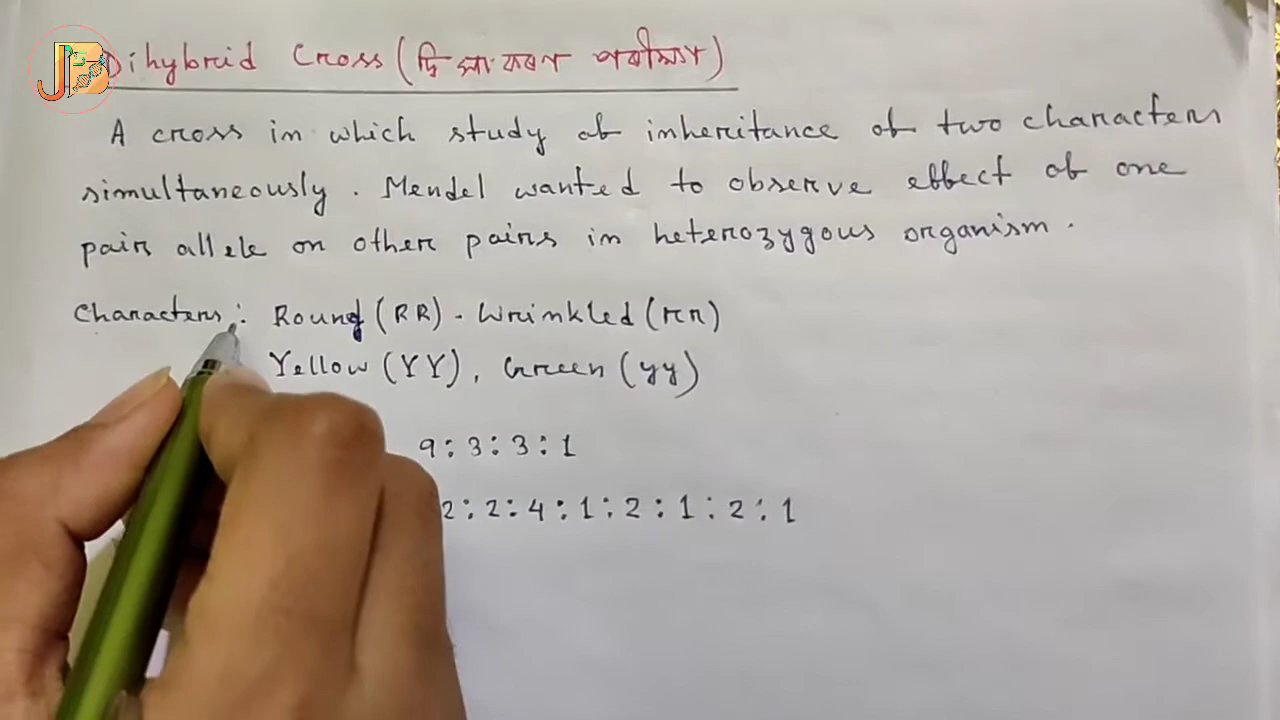 Dihybrid Cross (দ্বি সংকরণ পরীক্ষা)
A cross in which study of inheritance of two characters
simultaneously. Mendel wanted to observe effect of one
pair allele on other pairs in heterozygous organism.
Characters: Round (RR) - Wrinkled (rr)
Yellow (YY), Green (yy)
9:3:3:1
2:2:4:1:2:1:2:1